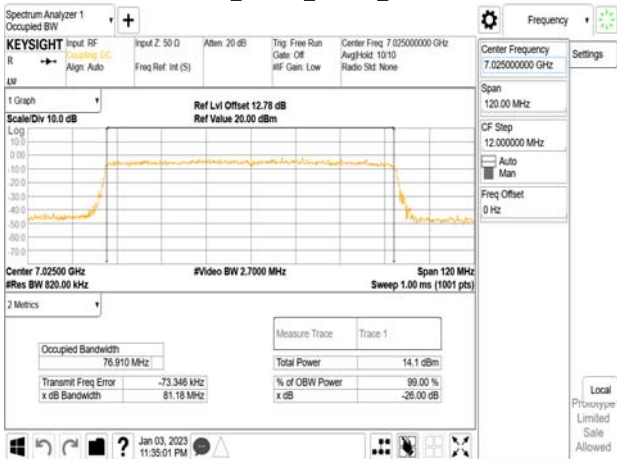 Spectrum Analyzer 1
Occupied BW
Frequency
KEYSIGHT
Input: RF
Coupling: DC
Align: Auto
Input Z: 50 Ω
Freq Ref: Int (S)
Atten: 20 dB
Trig: Free Run
Gate: Off
#IF Gain: Low
Center Freq: 7.025000000 GHz
Avg|Hold: 10/10
Radio Std: None
R
LXI
Center Frequency
7.025000000 GHz
Settings
Span
120.00 MHz
CF Step
12.000000 MHz
Auto
Man
Freq Offset
0 Hz
1 Graph
Scale/Div 10.0 dB
Ref Lvl Offset 12.78 dB
Ref Value 20.00 dBm
Log
10.0
0.00
-10.0
-20.0
-30.0
-40.0
-50.0
-60.0
-70.0
Center 7.02500 GHz
#Video BW 2.7000 MHz
Span 120 MHz
#Res BW 820.00 kHz
Sweep 1.00 ms (1001 pts)
2 Metrics
Measure Trace
Trace 1
Occupied Bandwidth
76.910 MHz
Total Power
14.1 dBm
Transmit Freq Error
-73.346 kHz
% of OBW Power
99.00 %
x dB Bandwidth
81.18 MHz
x dB
-26.00 dB
Local
Prototype
Limited
Sale
Allowed
?
Jan 03, 2023
11:35:01 PM